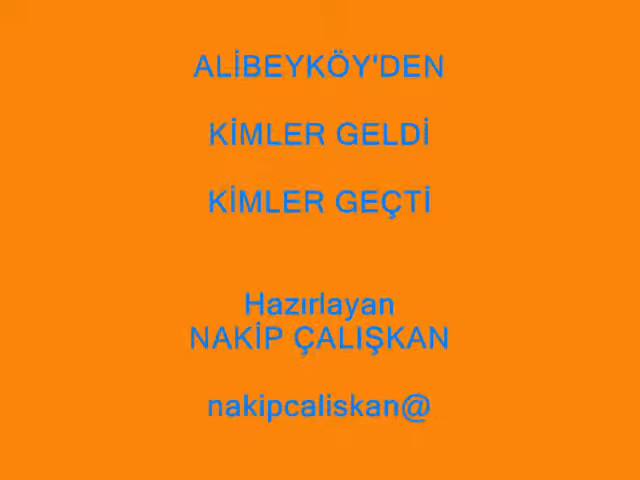 ALİBEYKÖY'DEN
KİMLER GELDİ
KİMLER GEÇTİ
Hazırlayan
NAKİP ÇALIŞKAN
nakipcaliskan@